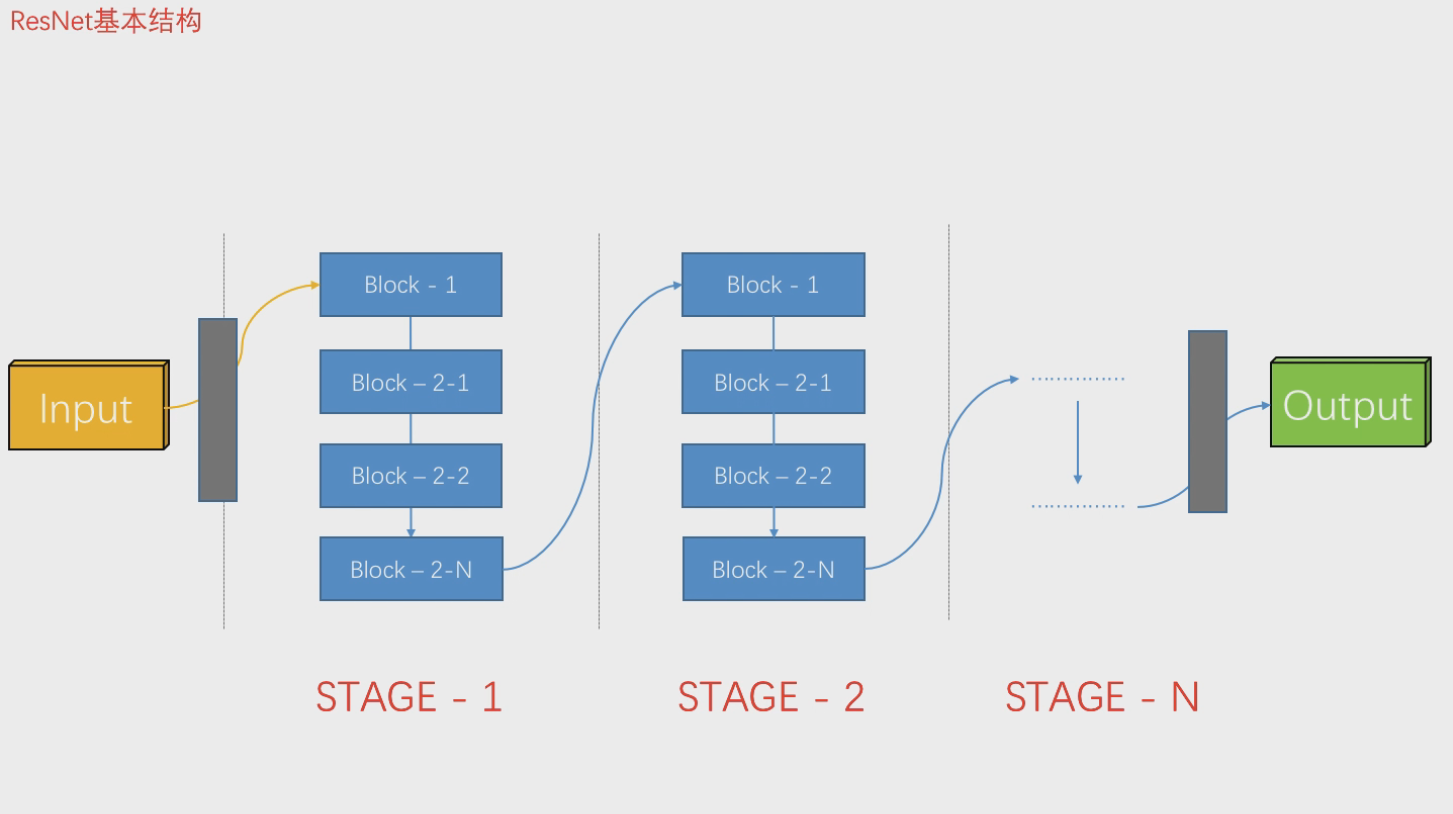 ResNet基本结构
Input
Block - 1
Block – 2-1
Block – 2-2
Block – 2-N
STAGE - 1
Block - 1
Block – 2-1
Block – 2-2
Block – 2-N
STAGE - 2
STAGE - N
Output